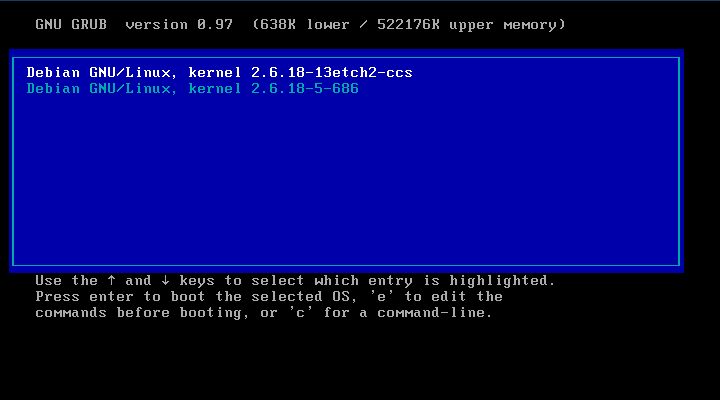 GNU GRUB  version 0.97  (638K lower / 522176K upper memory)
Debian GNU/Linux, kernel 2.6.18-13etch2-ccs
Debian GNU/Linux, kernel 2.6.18-5-686
Use the ↑ and ↓ keys to select which entry is highlighted.
Press enter to boot the selected OS, 'e' to edit the
commands before booting, or 'c' for a command-line.